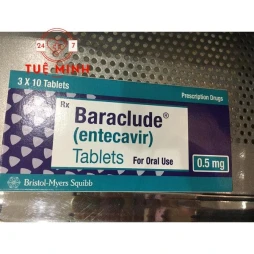 24 7
TUỆ MINH
3 X 10 Tablets
Prescription Drugs
Rx
Baraclude®
(entecavir)
Tablets For Oral Use
0.5 mg
Bristol-Myers Squibb